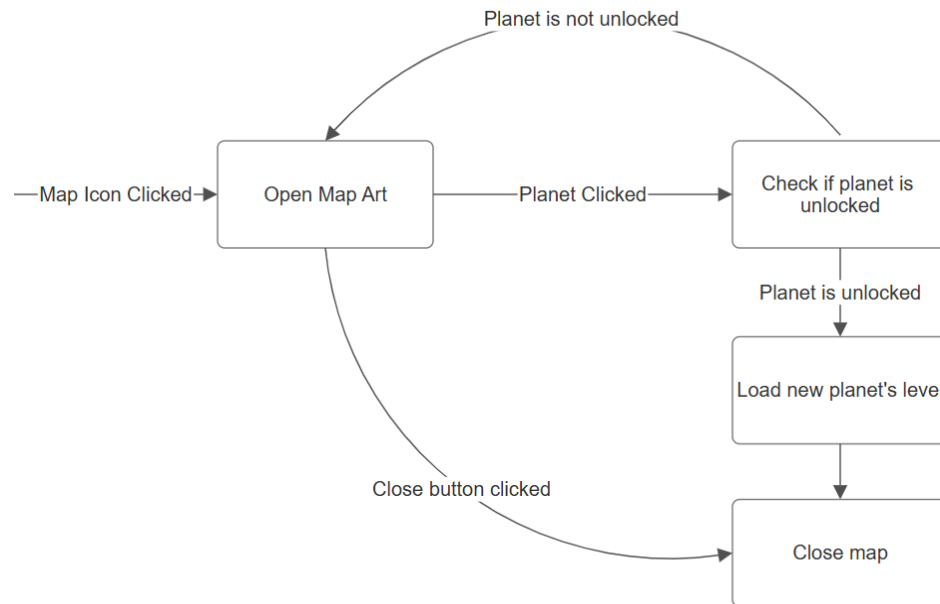 Planet is not unlocked
Map Icon Clicked
Open Map Art
Planet Clicked
Check if planet is
unlocked
Planet is unlocked
Load new planet's leve
Close button clicked
Close map